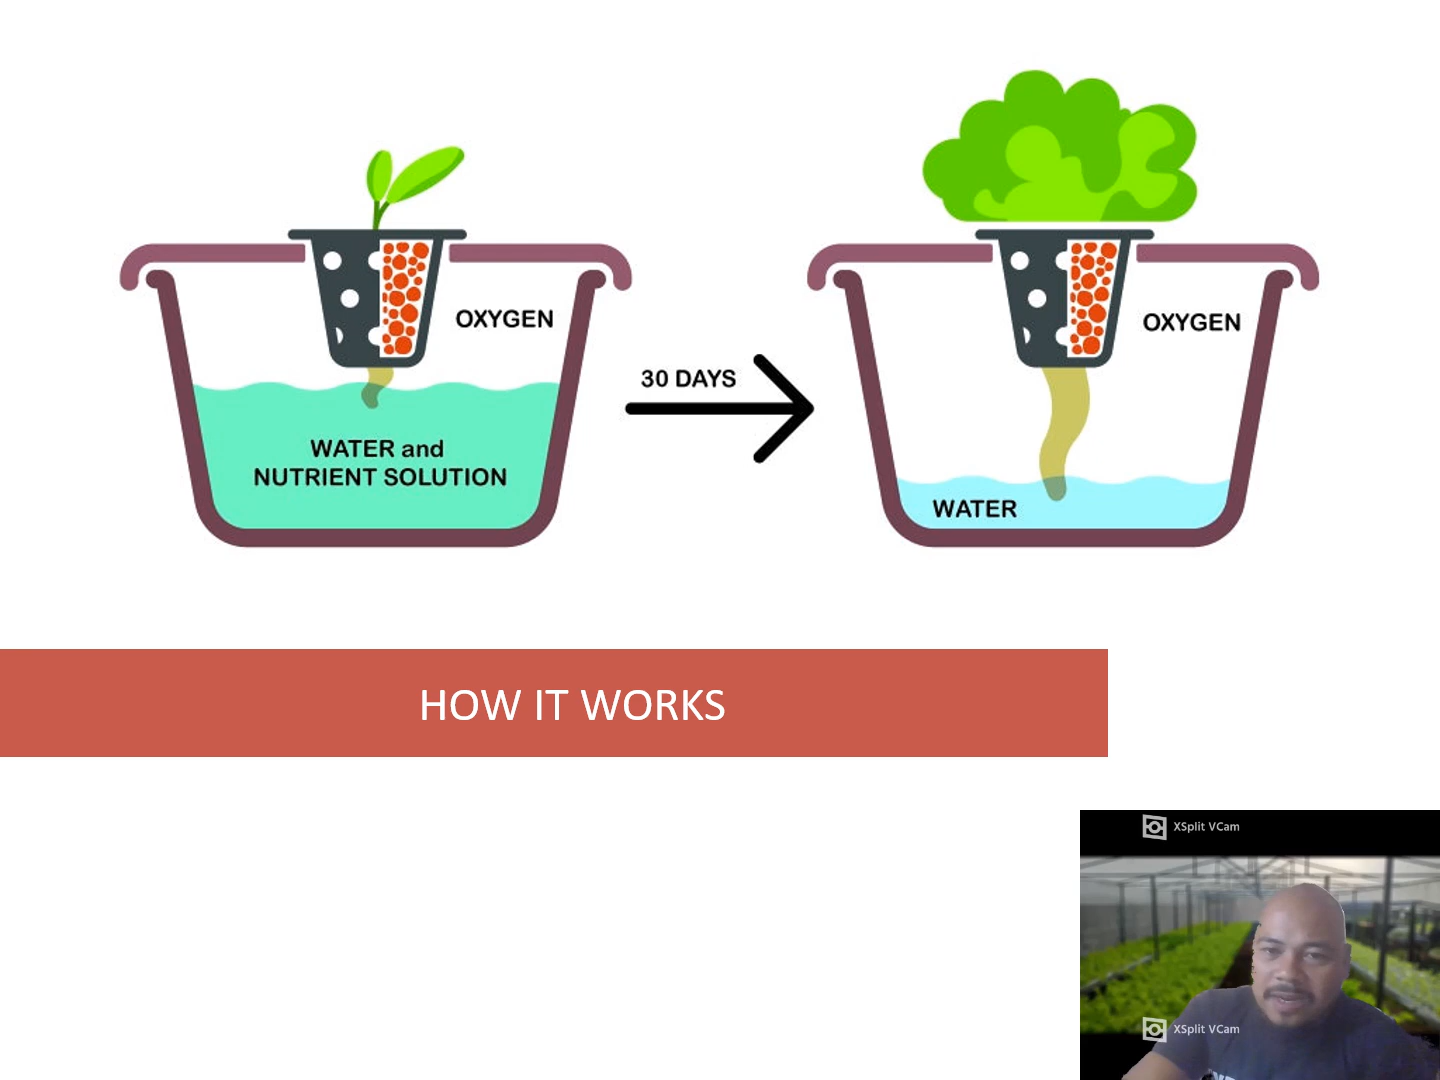 OXYGEN
WATER and
NUTRIENT SOLUTION
30 DAYS
OXYGEN
WATER
HOW IT WORKS
XSplit VCam
XSplit VCam